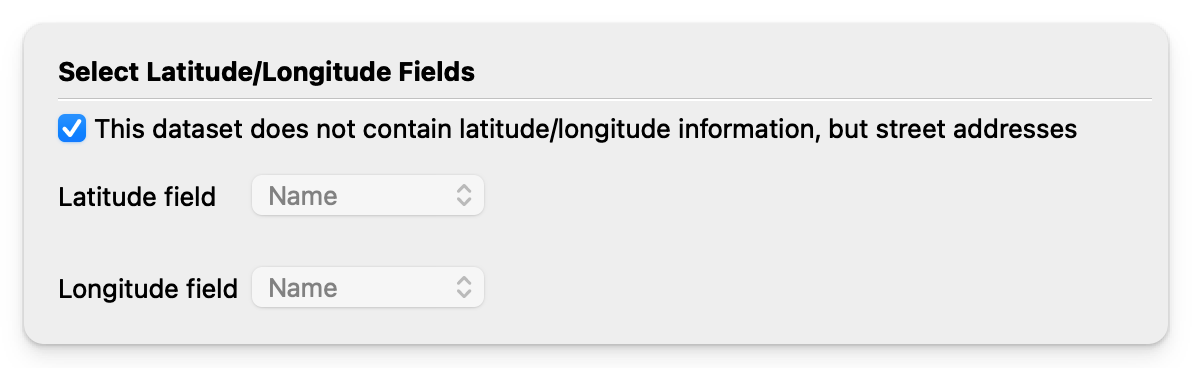 Select Latitude/Longitude Fields
This dataset does not contain latitude/longitude information, but street addresses
Latitude field Name
Longitude field Name